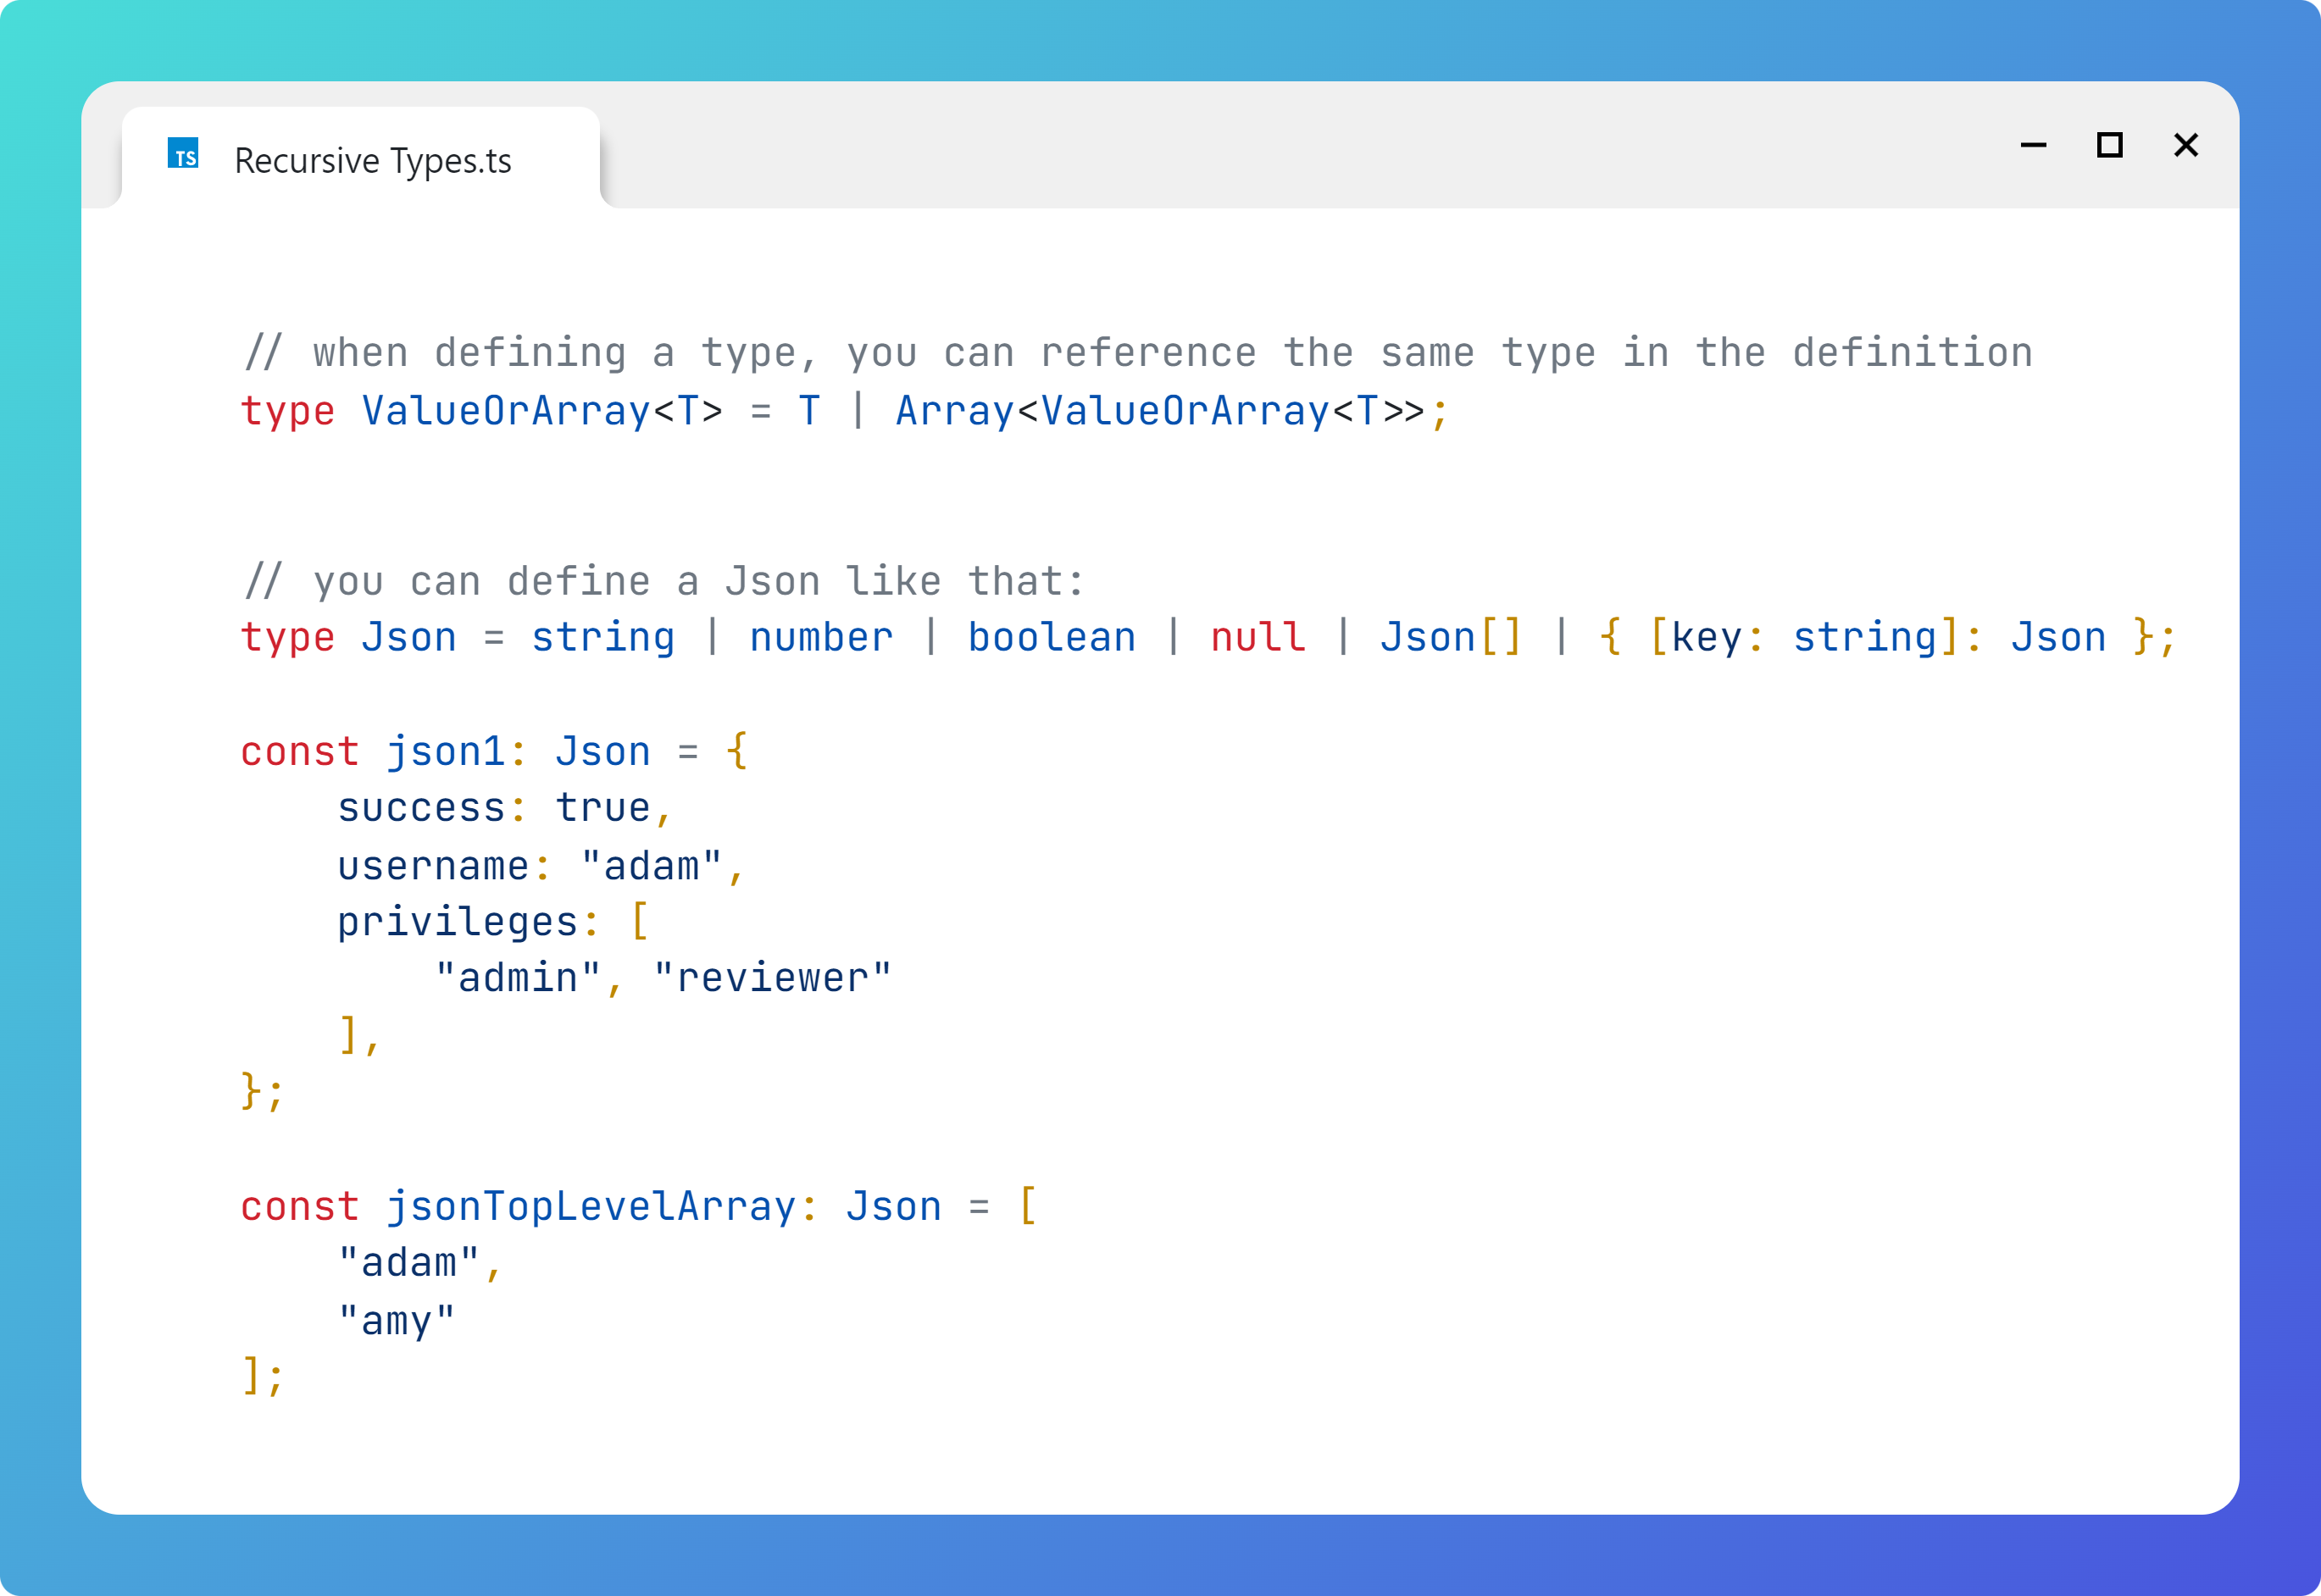 TS Recursive Types.ts
// when defining a type, you can reference the same type in the definition
type ValueOrArray<T> = T | Array<ValueOrArray<T>>;
// you can define a Json like that:
type Json = string | number | boolean | null | Json[] | { [key: string]: Json };
const json1: Json = {
    success: true,
    username: "adam",
    privileges: [
        "admin", "reviewer"
    ],
};
const jsonTopLevelArray: Json = [
    "adam",
    "amy"
];